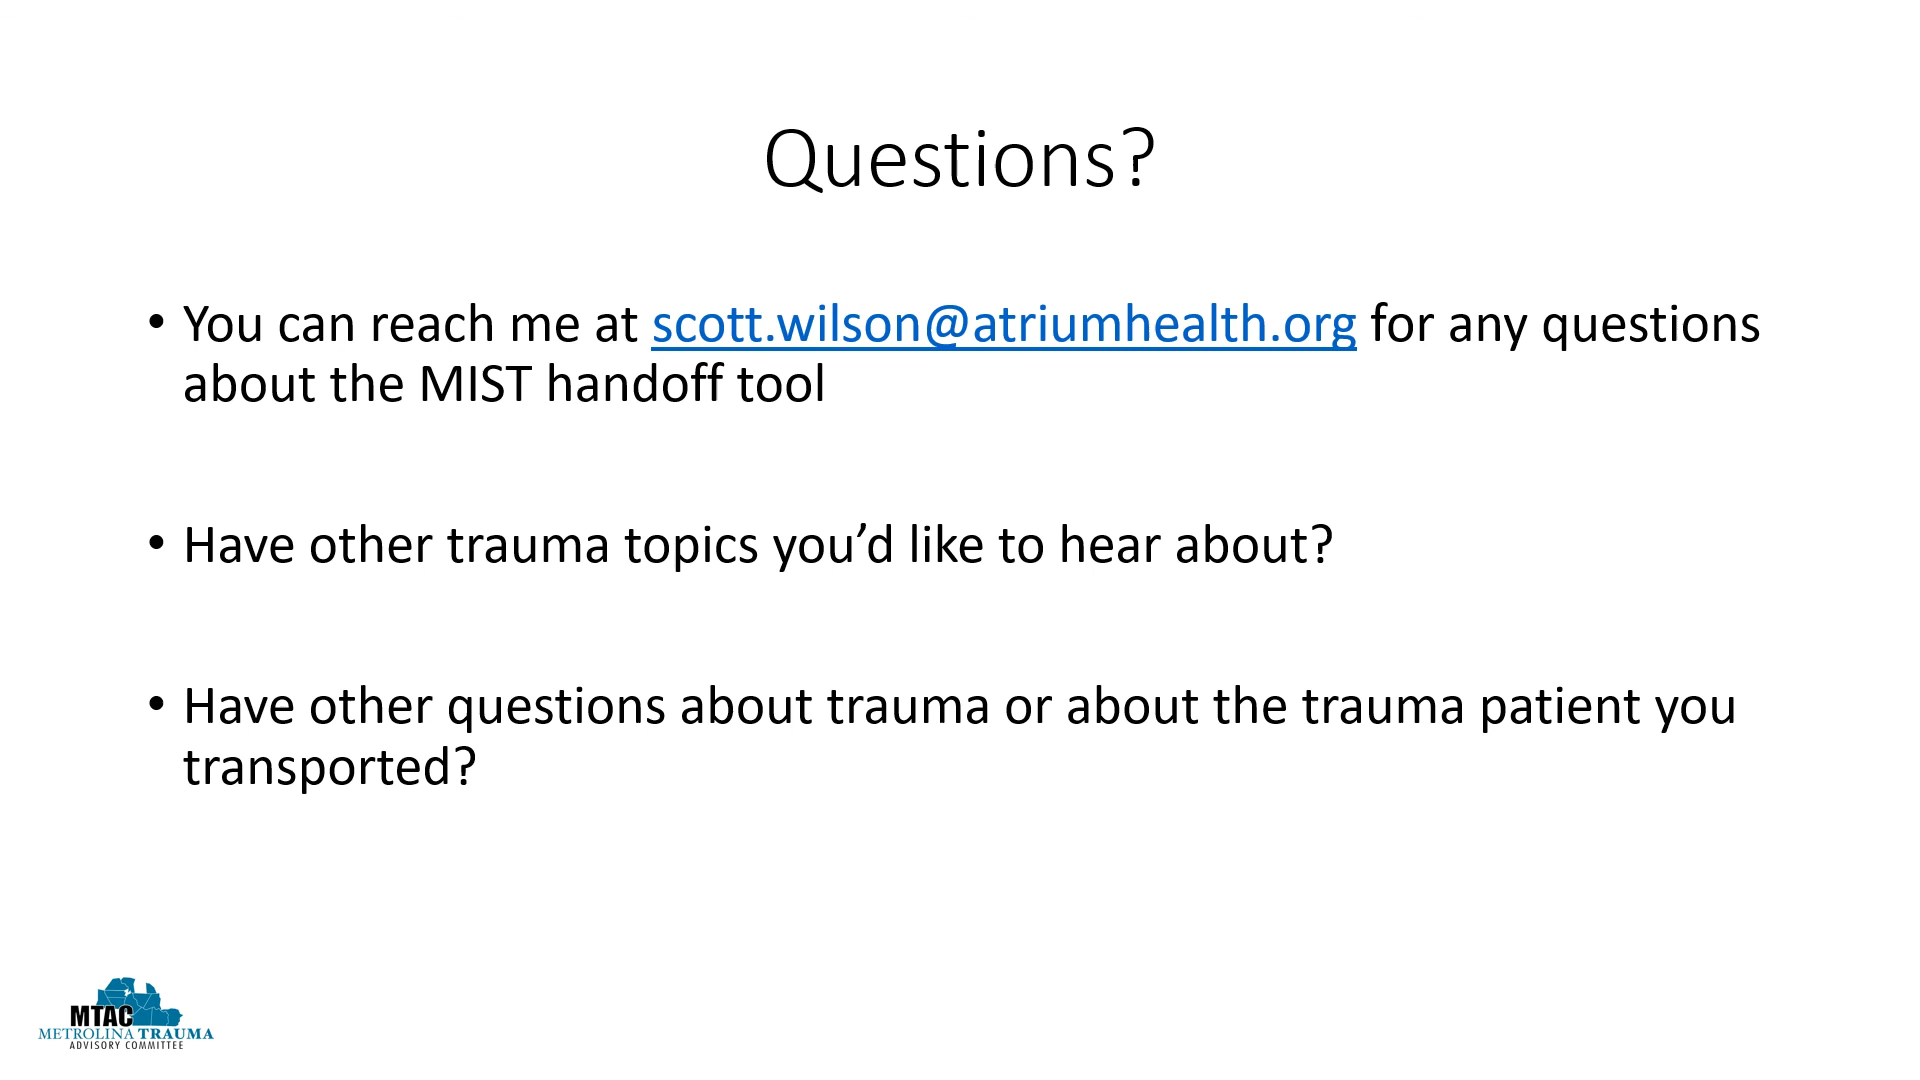 Questions?
• You can reach me at scott.wilson@atriumhealth.org for any questions
about the MIST handoff tool
• Have other trauma topics you’d like to hear about?
• Have other questions about trauma or about the trauma patient you
transported?
MTAC
METROLINA TRAUMA
ADVISORY COMMITTEE